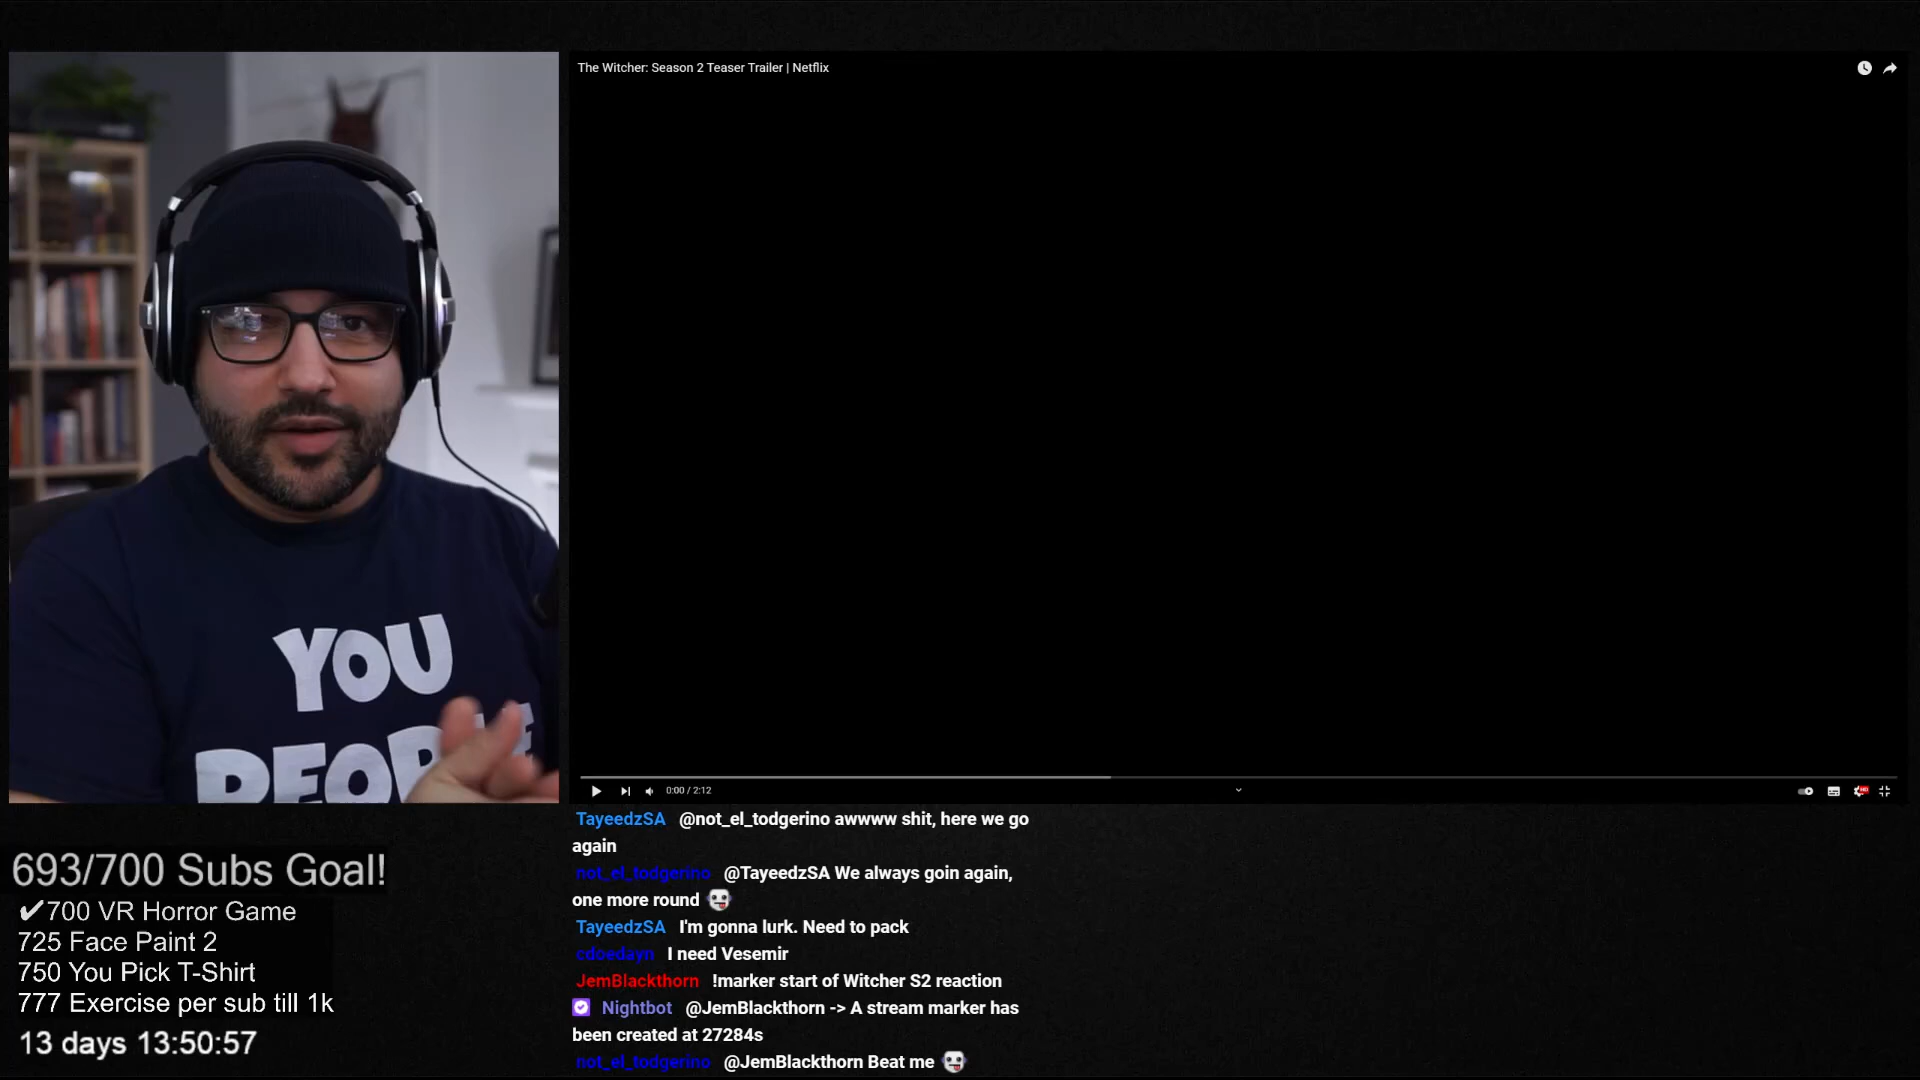 The Witcher: Season 2 Teaser Trailer | Netflix
YOU
PEOPLE
0:00 / 2:12
HD
TayeedzSA @not_el_todgerino awwww shit, here we go
again
not_el_todgerino @TayeedzSA We always goin again,
one more round
TayeedzSA I'm gonna lurk. Need to pack
cdoedayn I need Vesemir
JemBlackthorn !marker start of Witcher S2 reaction
Nightbot @JemBlackthorn -> A stream marker has
been created at 27284s
not_el_todgerino @JemBlackthorn Beat me
693/700 Subs Goal!
✔700 VR Horror Game
725 Face Paint 2
750 You Pick T-Shirt
777 Exercise per sub till 1k
13 days 13:50:57